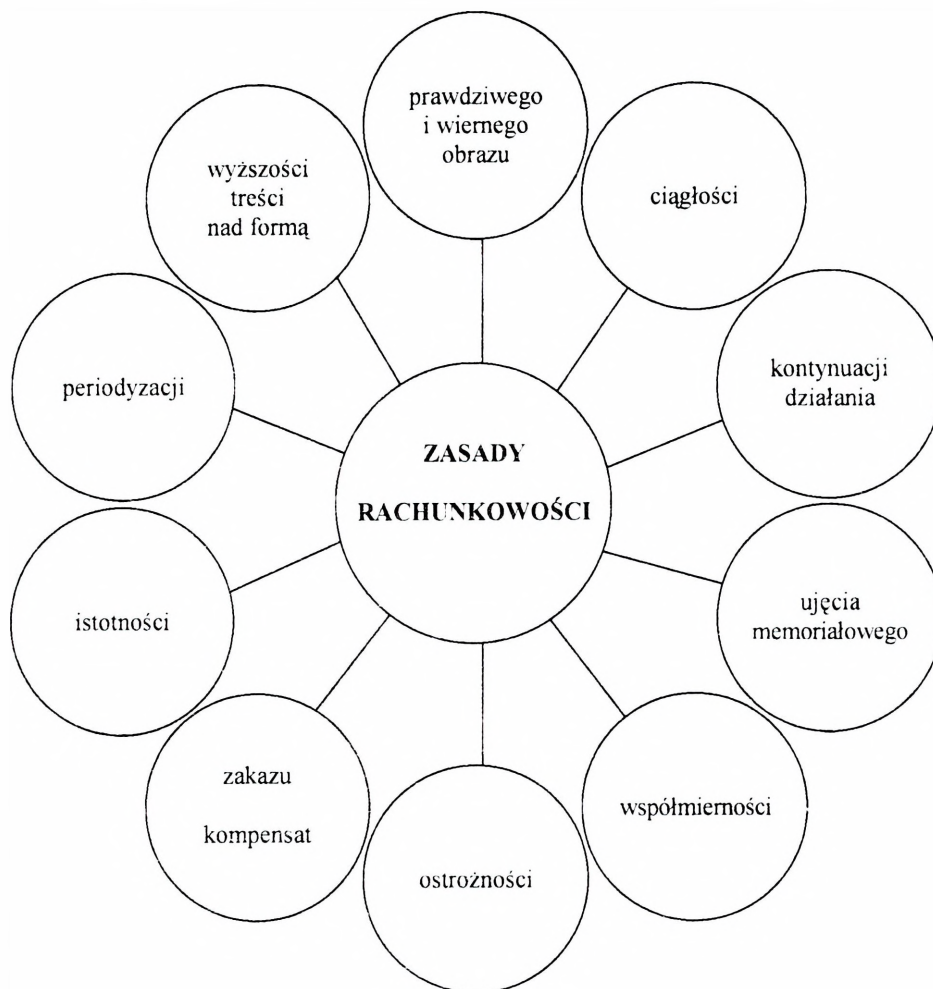 prawdziwego
i wiernego
obrazu
wyższości
treści
nad formą
ciągłości
periodyzacji
kontynuacji
działania
ZASADY
RACHUNKOWOŚCI
istotności
ujęcia
memoriałowego
zakazu
kompensat
współmierności
ostrożności